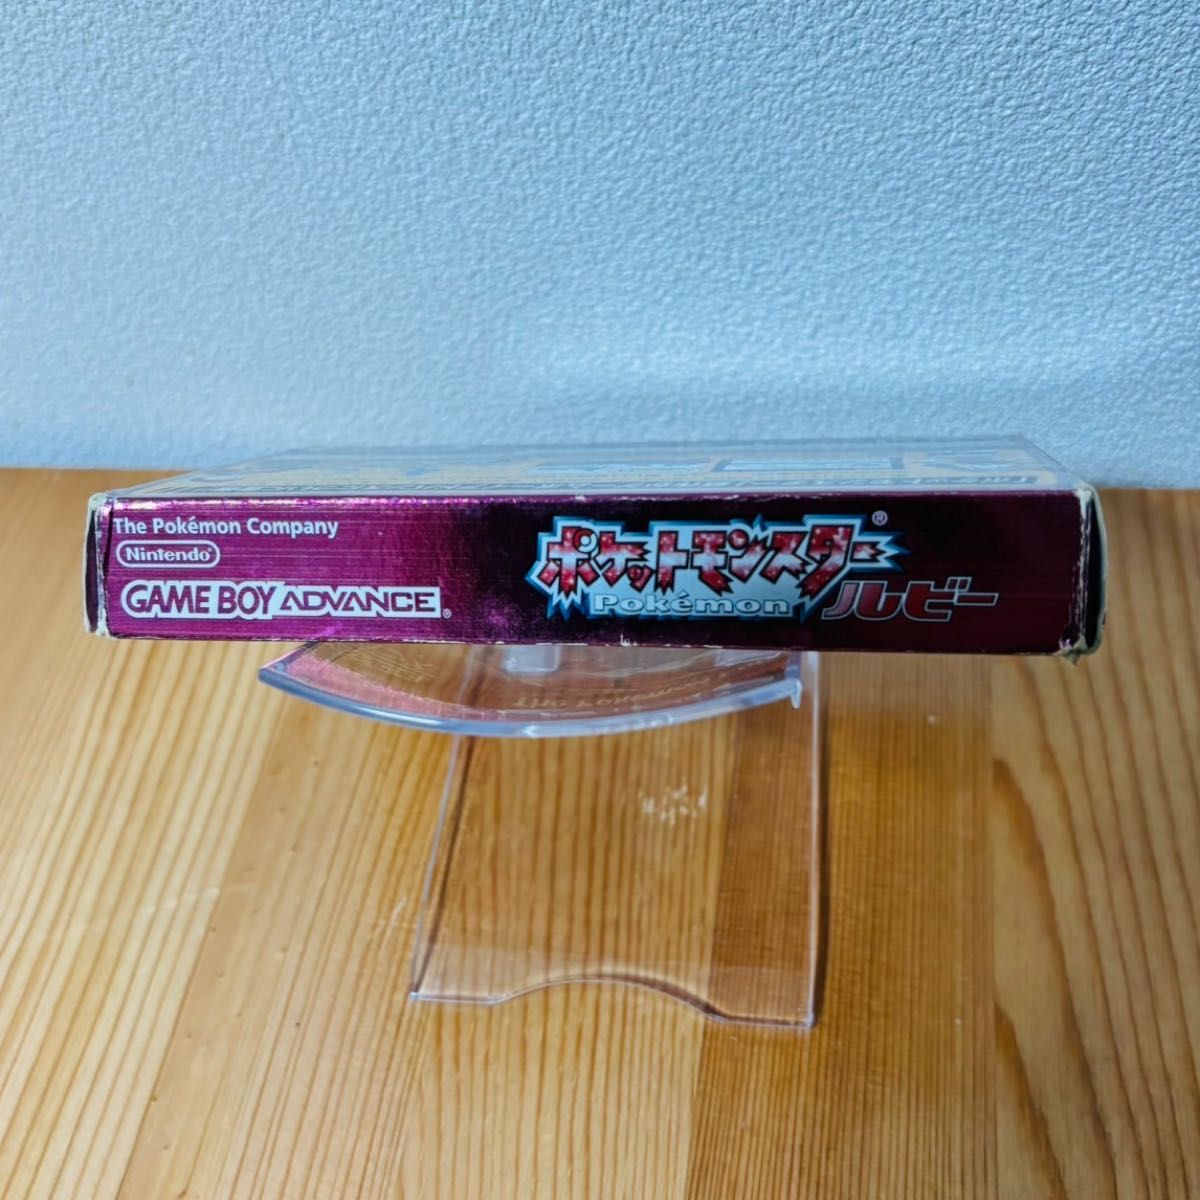 The Pokémon Company
Nintendo
GAME BOY ADVANCE
ポケットモンスター®
Pokémon
ルビー